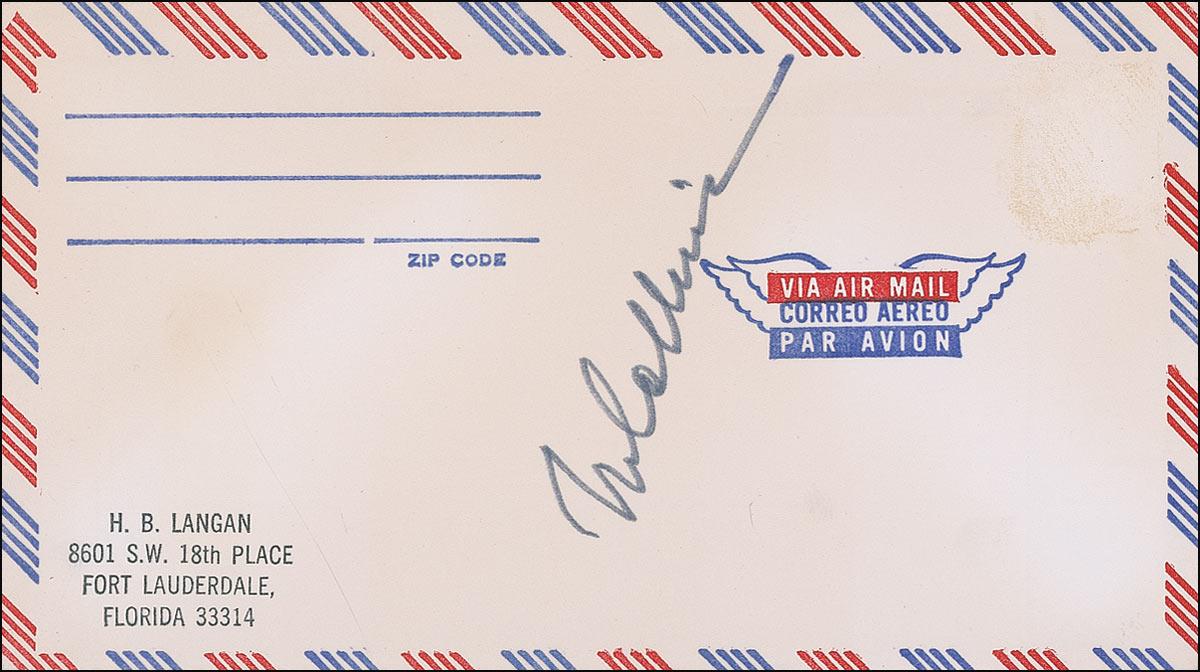 ZIP CODE
VIA AIR MAIL
CORREO AEREO
PAR AVION
H. B. LANGAN
8601 S.W. 18th PLACE
FORT LAUDERDALE,
FLORIDA 33314